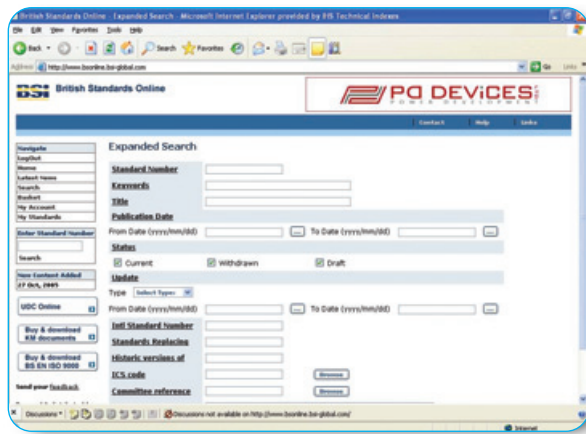 British Standards Online - Expanded Search - Microsoft Internet Explorer provided by IHS Technical Indexes
File Edit View Favorites Tools Help
Back Search Favorites
Address http://www.bsonline.bsi-global.com Go Links
BSI British Standards Online
PD DEVICES
POWER DEVELOPMENT
Contact Help Links
Navigate
LogOut
Home
Latest News
Search
Basket
My Account
My Standards
Enter Standard Number
Search
New Content Added
27 Oct, 2005
UDC Online
Buy & download
KM documents
Buy & download
BS EN ISO 9000
Send your feedback
Expanded Search
Standard Number
Keywords
Title
Publication Date
From Date (yyyy/mm/dd) ... To Date (yyyy/mm/dd) ...
Status
Current Withdrawn Draft
Update
Type Select Type:
From Date (yyyy/mm/dd) ... To Date (yyyy/mm/dd) ...
Intl Standard Number
Standards Replacing
Historic versions of
ICS code Browse
Committee reference Browse
Discussions Discussions not available on http://www.bsonline.bsi-global.com/
Internet